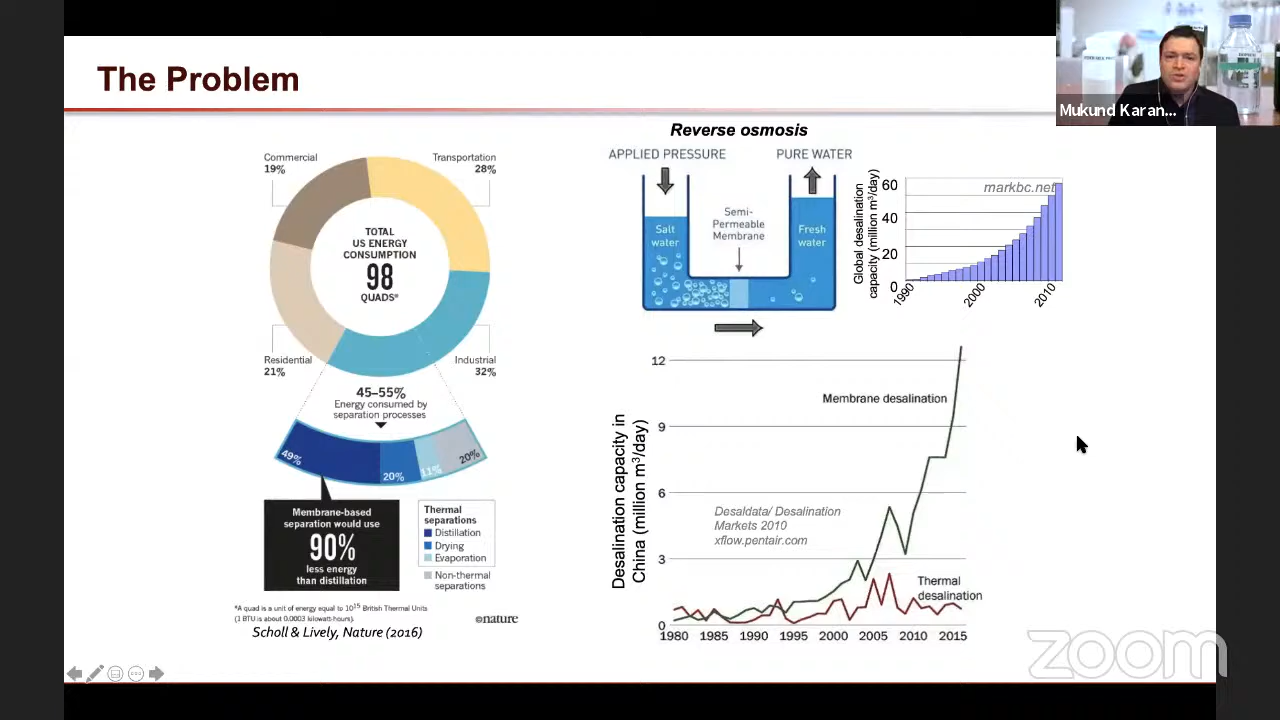 The Problem
Mukund Karan...
Commercial
19%
Transportation
28%
TOTAL
US ENERGY
CONSUMPTION
98
QUADS*
Residential
21%
Industrial
32%
45–55%
Energy consumed by
separation processes
49%
20%
11%
20%
Membrane-based
separation would use
90%
less energy
than distillation
Thermal
separations
Distillation
Drying
Evaporation
Non-thermal
separations
*A quad is a unit of energy equal to 10¹⁵ British Thermal Units
(1 BTU is about 0.0003 kilowatt-hours).
©nature
Scholl & Lively, Nature (2016)
Reverse osmosis
APPLIED PRESSURE
PURE WATER
Semi-
Permeable
Membrane
Salt
water
Fresh
water
Global desalination
capacity (million m³/day)
60
40
20
0
markbc.net
1990
2000
2010
Desalination capacity in
China (million m³/day)
12
9
6
3
0
Membrane desalination
Desaldata/ Desalination
Markets 2010
xflow.pentair.com
Thermal
desalination
1980 1985 1990 1995 2000 2005 2010 2015
zoom